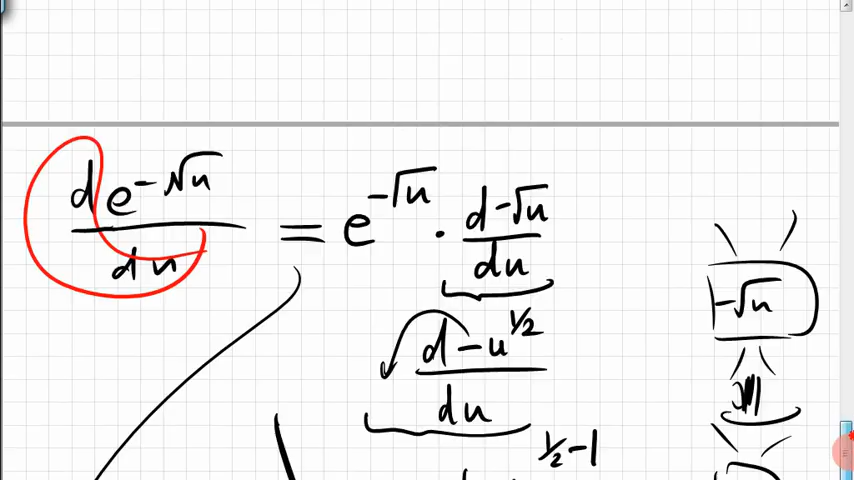 de^{-√u} / du = e^{-√u} · d-√u / du
-√u
d-u^{1/2} / du
1/2-1